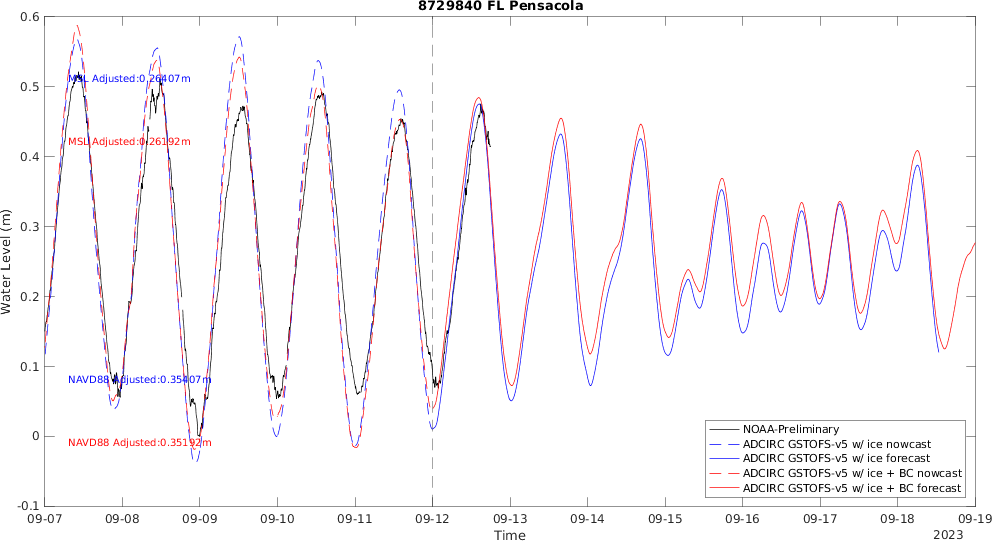 8729840 FL Pensacola
0.6
0.5
0.4
0.3
0.2
0.1
0
-0.1
Water Level (m)
MSL Adjusted:0.26407m
MSL Adjusted:0.26192m
NAVD88 Adjusted:0.35407m
NAVD88 Adjusted:0.35192m
NOAA-Preliminary
ADCIRC GSTOFS-v5 w/ ice nowcast
ADCIRC GSTOFS-v5 w/ ice forecast
ADCIRC GSTOFS-v5 w/ ice + BC nowcast
ADCIRC GSTOFS-v5 w/ ice + BC forecast
09-07 09-08 09-09 09-10 09-11 09-12 09-13 09-14 09-15 09-16 09-17 09-18 09-19
Time
2023